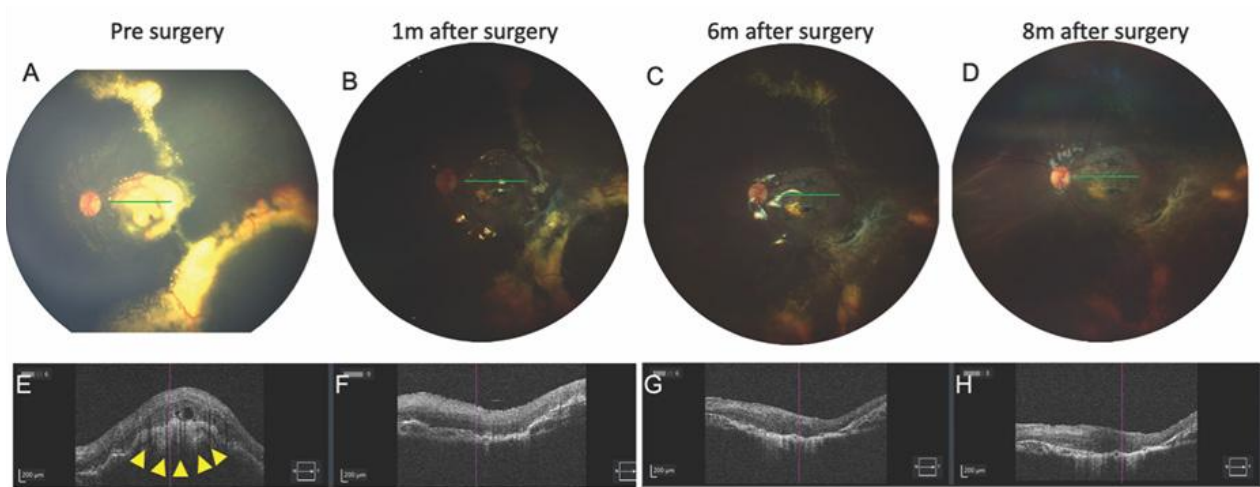 Pre surgery
1m after surgery
6m after surgery
8m after surgery
A
B
C
D
E
F
G
H
200 μm
200 μm
200 μm
200 μm